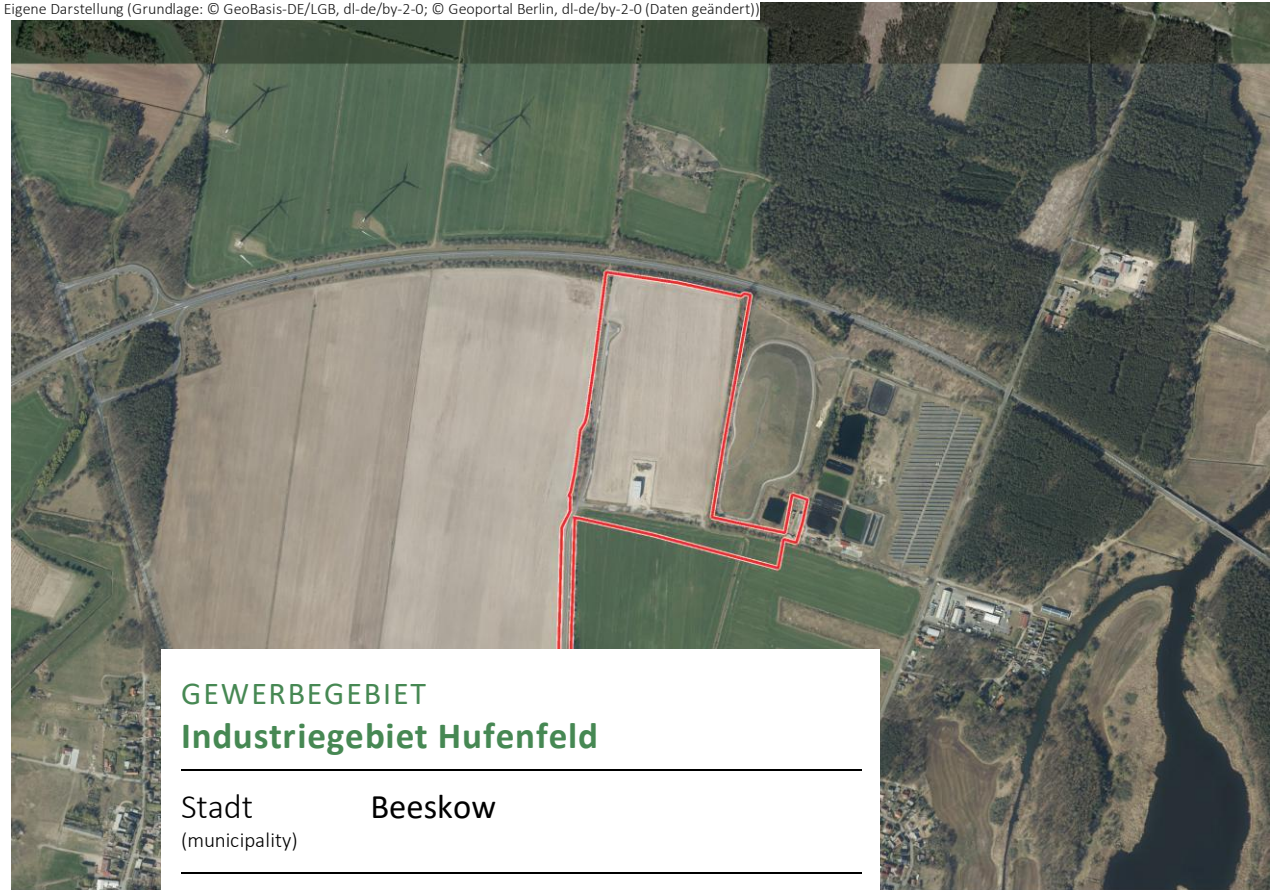 Eigene Darstellung (Grundlage: © GeoBasis-DE/LGB, dl-de/by-2-0; © Geoportal Berlin, dl-de/by-2-0 (Daten geändert))
GEWERBEGEBIET
Industriegebiet Hufenfeld
Stadt Beeskow
(municipality)